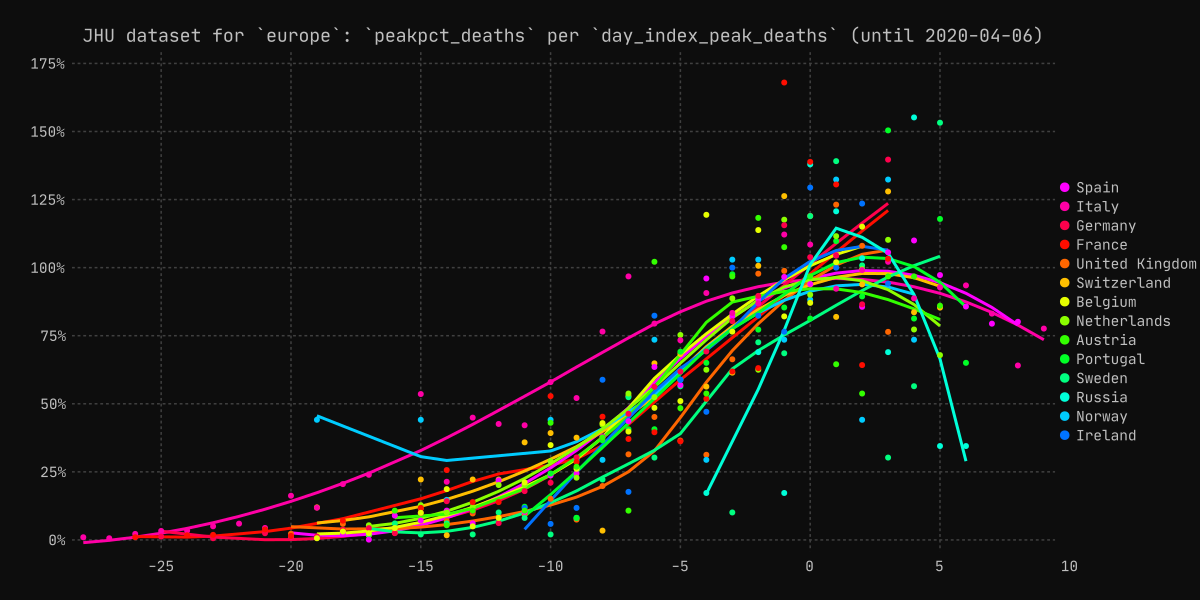 JHU dataset for `europe`: `peakpct_deaths` per `day_index_peak_deaths` (until 2020-04-06)
175%
150%
125%
100%
75%
50%
25%
0%
-25
-20
-15
-10
-5
0
5
10
Spain
Italy
Germany
France
United Kingdom
Switzerland
Belgium
Netherlands
Austria
Portugal
Sweden
Russia
Norway
Ireland